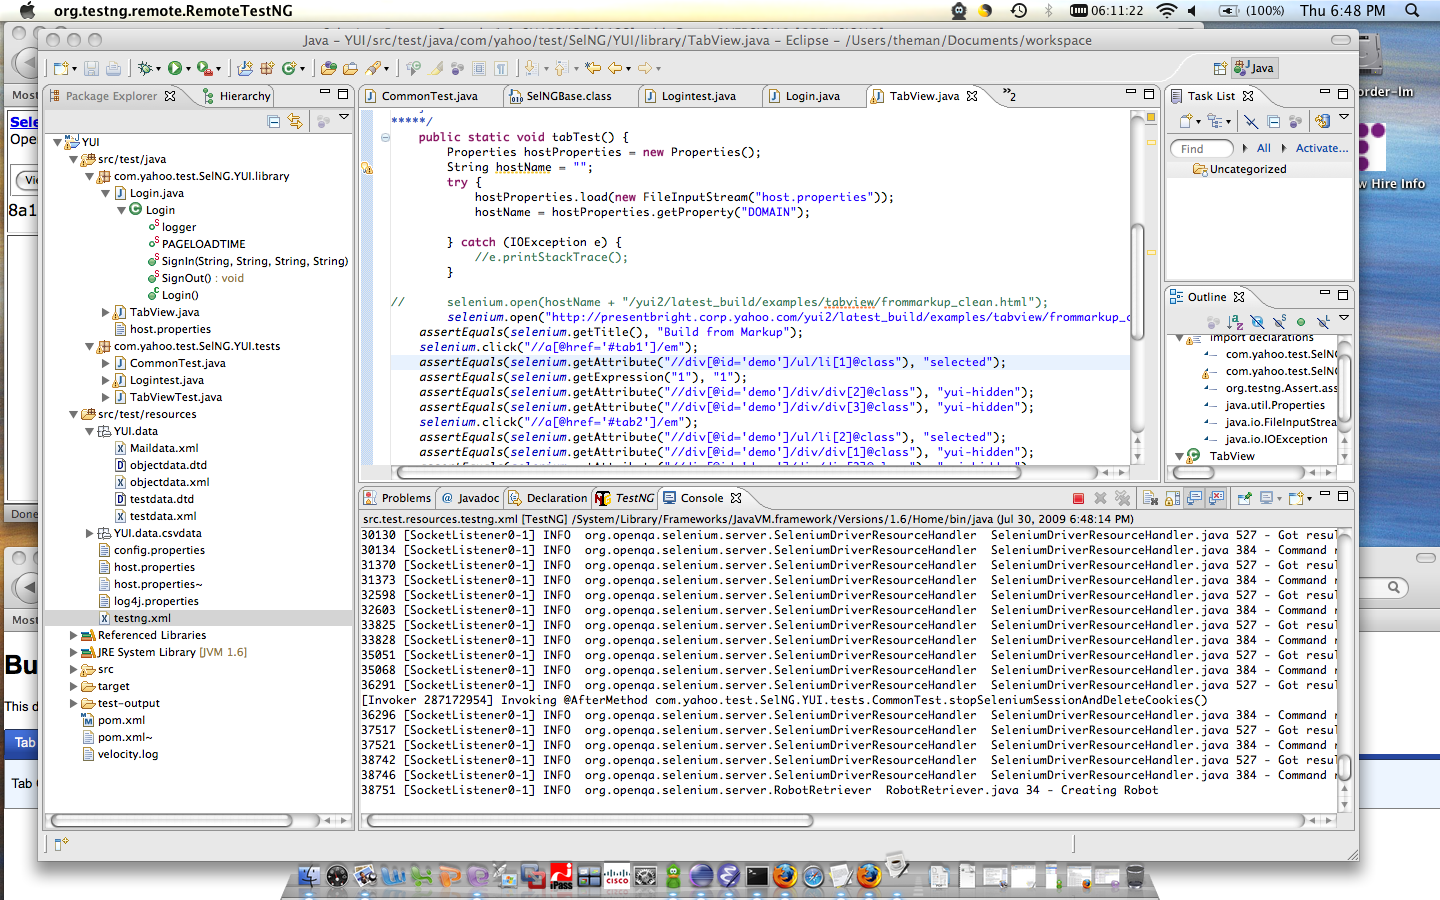 org.testng.remote.RemoteTestNG
06:11:22
(100%)
Thu 6:48 PM
Java – YUI/src/test/java/com/yahoo/test/SelNG/YUI/library/TabView.java – Eclipse – /Users/theman/Documents/workspace
Java
Package Explorer
Hierarchy
CommonTest.java
SelNGBase.class
Logintest.java
Login.java
TabView.java
»2
Task List
Find
All
Activate...
Uncategorized
YUI
src/test/java
com.yahoo.test.SelNG.YUI.library
Login.java
Login
logger
PAGELOADTIME
SignIn(String, String, String, String)
SignOut() : void
Login()
TabView.java
host.properties
com.yahoo.test.SelNG.YUI.tests
CommonTest.java
Logintest.java
TabViewTest.java
src/test/resources
YUI.data
Maildata.xml
objectdata.dtd
objectdata.xml
testdata.dtd
testdata.xml
YUI.data.csvdata
config.properties
host.properties
host.properties~
log4j.properties
testng.xml
Referenced Libraries
JRE System Library [JVM 1.6]
src
target
test-output
pom.xml
pom.xml~
velocity.log
*****/
public static void tabTest() {
Properties hostProperties = new Properties();
String hostName = "";
try {
hostProperties.load(new FileInputStream("host.properties"));
hostName = hostProperties.getProperty("DOMAIN");
} catch (IOException e) {
//e.printStackTrace();
}
// selenium.open(hostName + "/yui2/latest_build/examples/tabview/frommarkup_clean.html");
selenium.open("http://presentbright.corp.yahoo.com/yui2/latest_build/examples/tabview/frommarkup_c
assertEquals(selenium.getTitle(), "Build from Markup");
selenium.click("//a[@href='#tab1']/em");
assertEquals(selenium.getAttribute("//div[@id='demo']/ul/li[1]@class"), "selected");
assertEquals(selenium.getExpression("1"), "1");
assertEquals(selenium.getAttribute("//div[@id='demo']/div/div[2]@class"), "yui-hidden");
assertEquals(selenium.getAttribute("//div[@id='demo']/div/div[3]@class"), "yui-hidden");
selenium.click("//a[@href='#tab2']/em");
assertEquals(selenium.getAttribute("//div[@id='demo']/ul/li[2]@class"), "selected");
assertEquals(selenium.getAttribute("//div[@id='demo']/div/div[1]@class"), "yui-hidden");
Outline
import declarations
com.yahoo.test.SelNG
com.yahoo.test.SelNG
org.testng.Assert.ass
java.util.Properties
java.io.FileInputStrea
java.io.IOException
TabView
Problems
Javadoc
Declaration
TestNG
Console
src.test.resources.testng.xml [TestNG] /System/Library/Frameworks/JavaVM.framework/Versions/1.6/Home/bin/java (Jul 30, 2009 6:48:14 PM)
30130 [SocketListener0-1] INFO org.openqa.selenium.server.SeleniumDriverResourceHandler SeleniumDriverResourceHandler.java 527 - Got resul
30134 [SocketListener0-1] INFO org.openqa.selenium.server.SeleniumDriverResourceHandler SeleniumDriverResourceHandler.java 384 - Command r
31370 [SocketListener0-1] INFO org.openqa.selenium.server.SeleniumDriverResourceHandler SeleniumDriverResourceHandler.java 527 - Got resul
31373 [SocketListener0-1] INFO org.openqa.selenium.server.SeleniumDriverResourceHandler SeleniumDriverResourceHandler.java 384 - Command r
32598 [SocketListener0-1] INFO org.openqa.selenium.server.SeleniumDriverResourceHandler SeleniumDriverResourceHandler.java 527 - Got resul
32603 [SocketListener0-1] INFO org.openqa.selenium.server.SeleniumDriverResourceHandler SeleniumDriverResourceHandler.java 384 - Command r
33825 [SocketListener0-1] INFO org.openqa.selenium.server.SeleniumDriverResourceHandler SeleniumDriverResourceHandler.java 527 - Got resul
33828 [SocketListener0-1] INFO org.openqa.selenium.server.SeleniumDriverResourceHandler SeleniumDriverResourceHandler.java 384 - Command r
35051 [SocketListener0-1] INFO org.openqa.selenium.server.SeleniumDriverResourceHandler SeleniumDriverResourceHandler.java 527 - Got resul
35068 [SocketListener0-1] INFO org.openqa.selenium.server.SeleniumDriverResourceHandler SeleniumDriverResourceHandler.java 384 - Command r
36291 [SocketListener0-1] INFO org.openqa.selenium.server.SeleniumDriverResourceHandler SeleniumDriverResourceHandler.java 527 - Got resul
[Invoker 287172954] Invoking @AfterMethod com.yahoo.test.SelNG.YUI.tests.CommonTest.stopSeleniumSessionAndDeleteCookies()
36296 [SocketListener0-1] INFO org.openqa.selenium.server.SeleniumDriverResourceHandler SeleniumDriverResourceHandler.java 384 - Command r
37517 [SocketListener0-1] INFO org.openqa.selenium.server.SeleniumDriverResourceHandler SeleniumDriverResourceHandler.java 527 - Got resul
37521 [SocketListener0-1] INFO org.openqa.selenium.server.SeleniumDriverResourceHandler SeleniumDriverResourceHandler.java 384 - Command r
38742 [SocketListener0-1] INFO org.openqa.selenium.server.SeleniumDriverResourceHandler SeleniumDriverResourceHandler.java 527 - Got resul
38746 [SocketListener0-1] INFO org.openqa.selenium.server.SeleniumDriverResourceHandler SeleniumDriverResourceHandler.java 384 - Command r
38751 [SocketListener0-1] INFO org.openqa.selenium.server.RobotRetriever RobotRetriever.java 34 - Creating Robot
Most
Sele
Ope
Vi
8a1
Done
Most
Bu
This d
Tab
Tab
order-lm
w Hire Info
iPass
CISCO